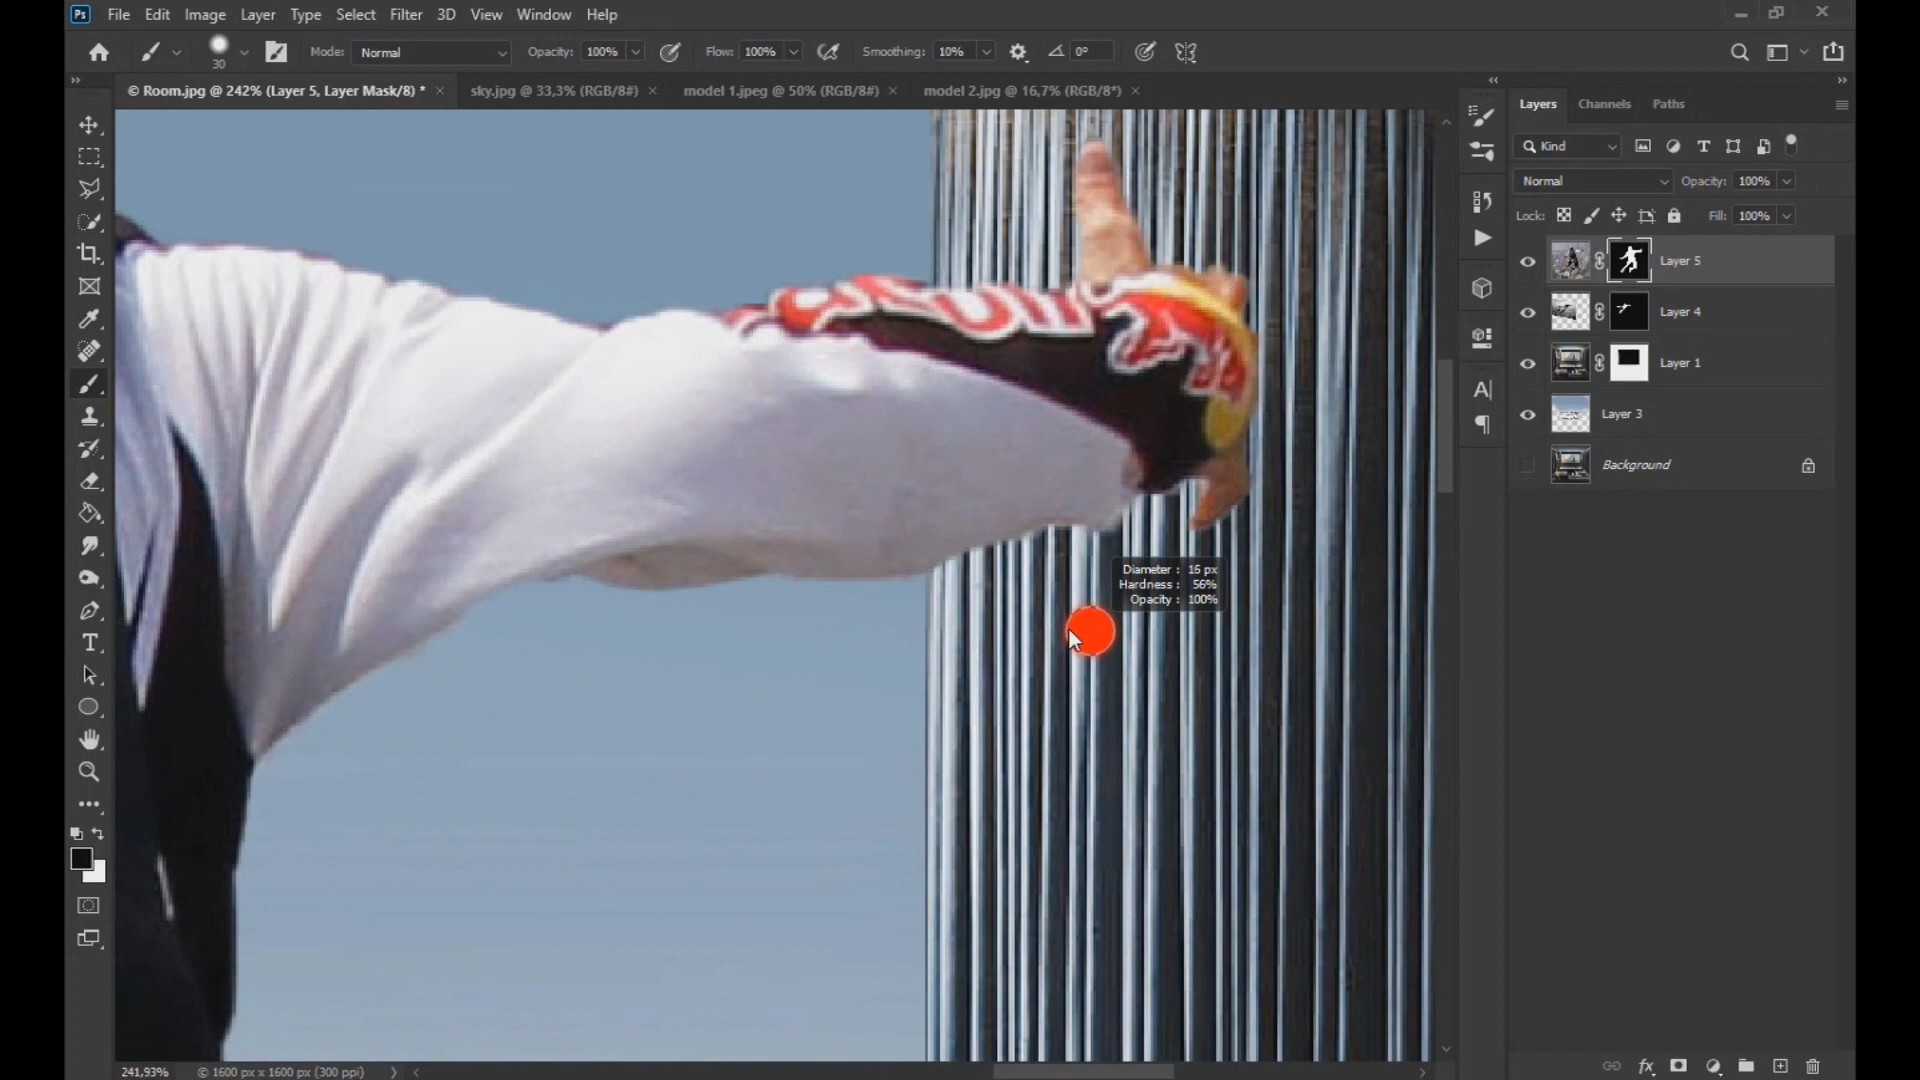 Ps File Edit Image Layer Type Select Filter 3D View Window Help
30 Mode: Normal Opacity: 100% Flow: 100% Smoothing: 10% 0°
© Room.jpg @ 242% (Layer 5, Layer Mask/8) * × sky.jpg @ 33,3% (RGB/8#) × model 1.jpeg @ 50% (RGB/8#) × model 2.jpg @ 16,7% (RGB/8*) ×
Layers Channels Paths
Kind
Normal Opacity: 100%
Lock: Fill: 100%
Layer 5
Layer 4
Layer 1
Layer 3
Background
Diameter : 15 px
Hardness : 56%
Opacity : 100%
241,93% © 1600 px x 1600 px (300 ppi)